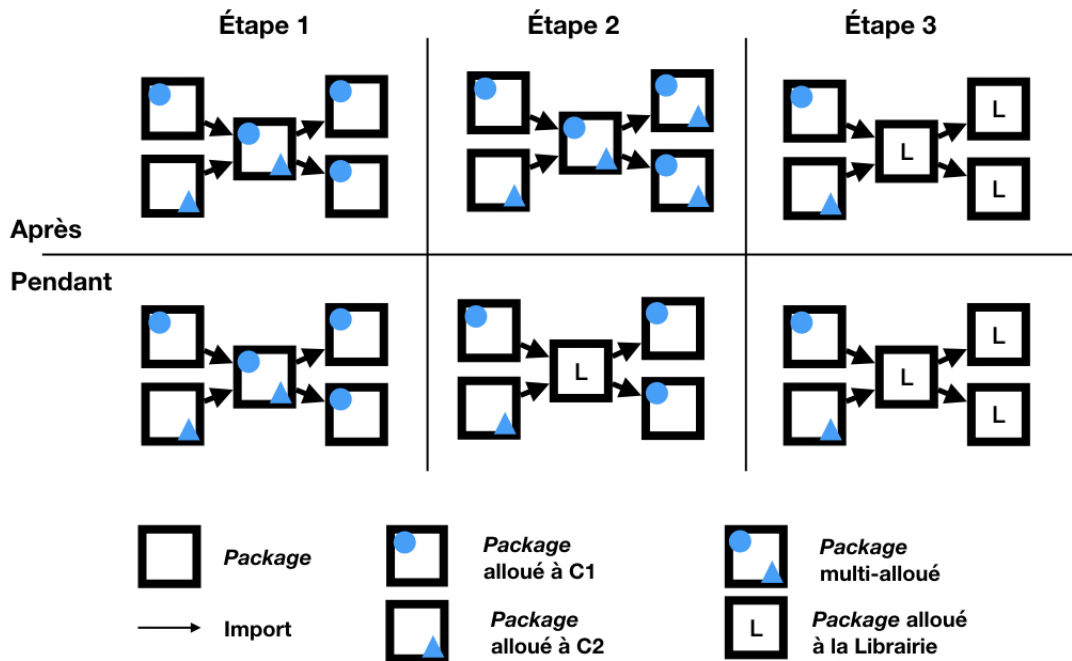 Étape 1
Étape 2
Étape 3
L
L
L
Après
Pendant
L
L
L
L
Package
Package
alloué à C1
Package
multi-alloué
Import
Package
alloué à C2
L
Package alloué
à la Librairie